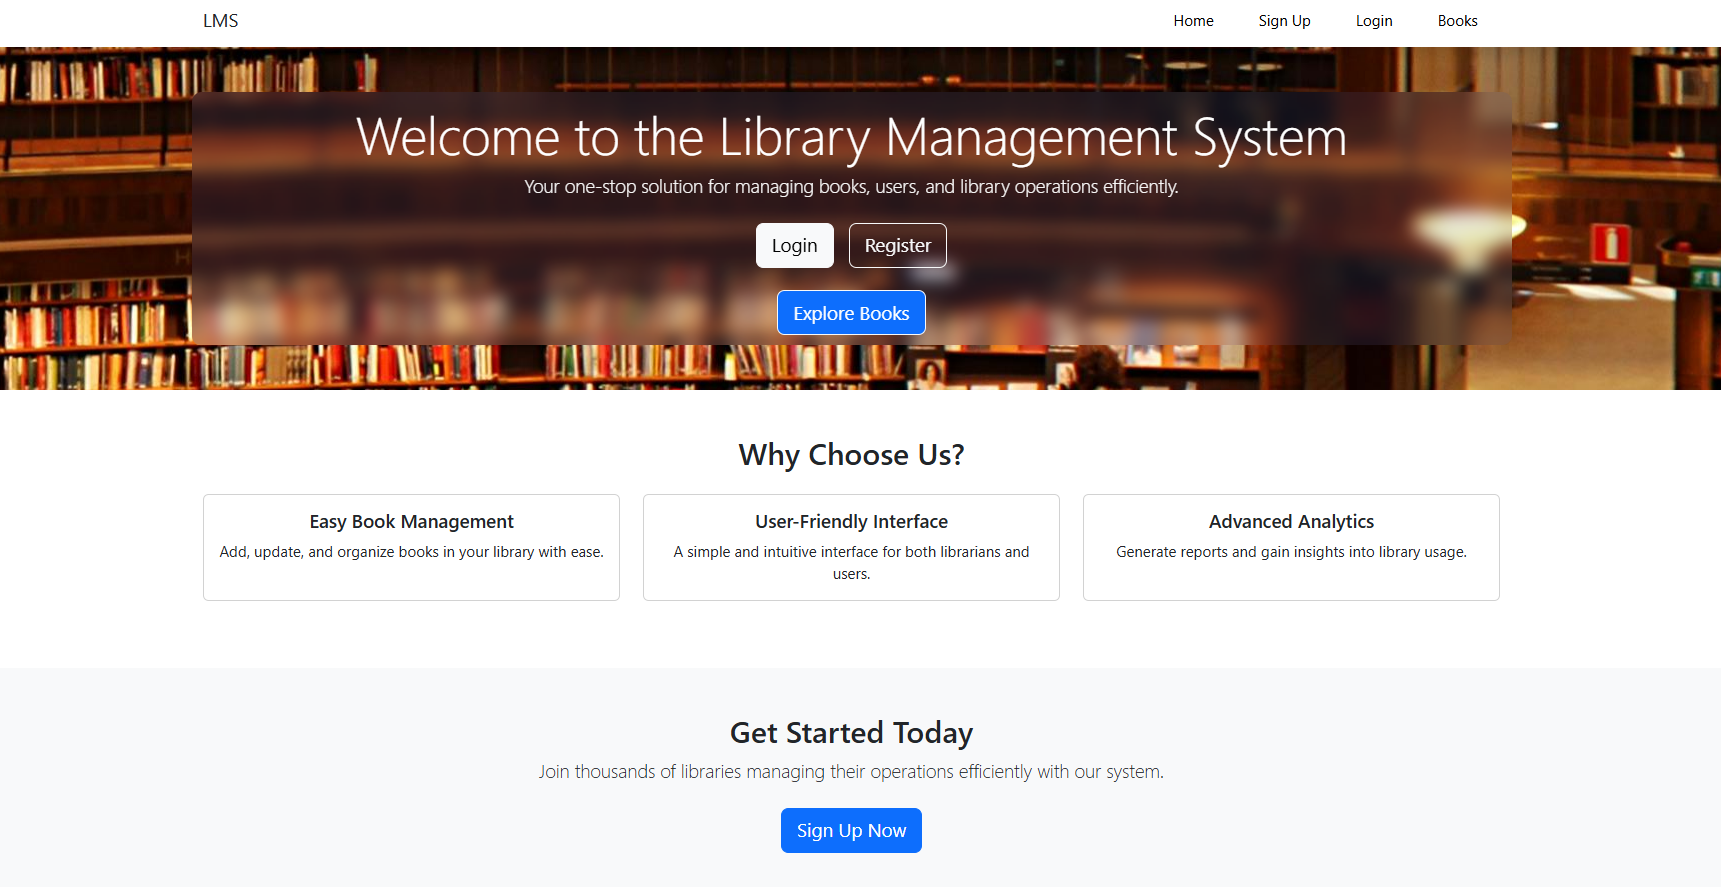 LMS
Home Sign Up Login Books
Welcome to the Library Management System
Your one-stop solution for managing books, users, and library operations efficiently.
Login Register
Explore Books
Why Choose Us?
Easy Book Management
Add, update, and organize books in your library with ease.
User-Friendly Interface
A simple and intuitive interface for both librarians and
users.
Advanced Analytics
Generate reports and gain insights into library usage.
Get Started Today
Join thousands of libraries managing their operations efficiently with our system.
Sign Up Now